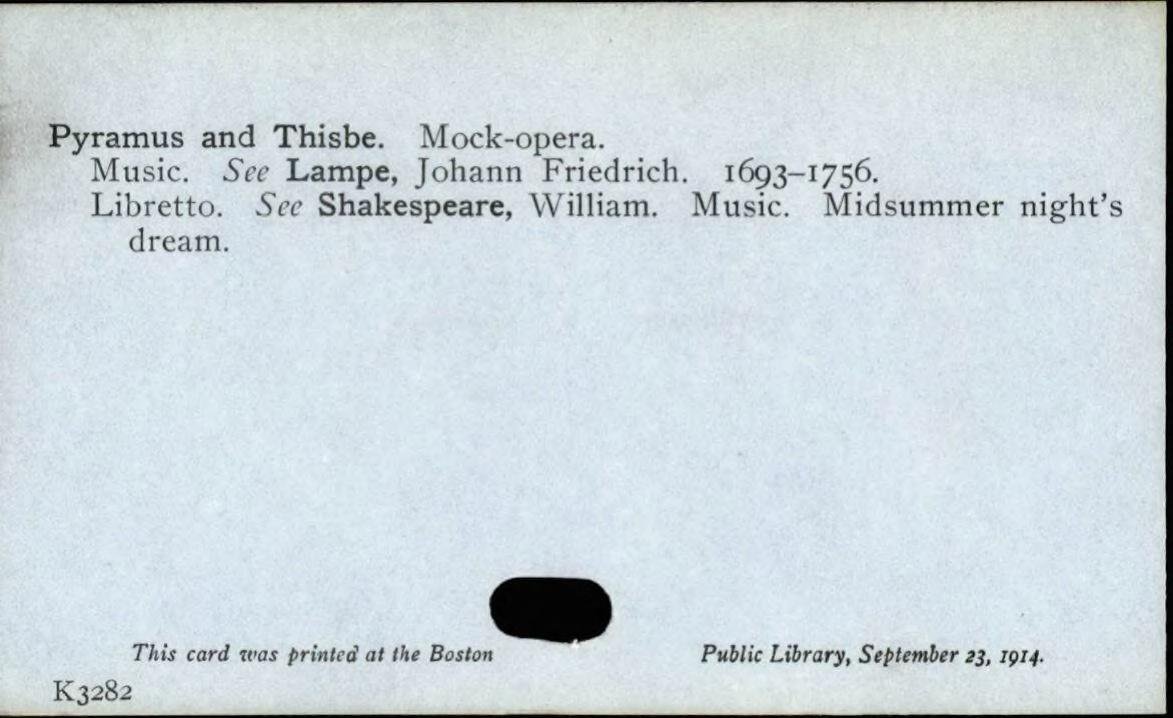 Pyramus and Thisbe. Mock-opera.
Music. See Lampe, Johann Friedrich. 1693–1756.
Libretto. See Shakespeare, William. Music. Midsummer night's
dream.
This card was printed at the Boston Public Library, September 23, 1914.
K3282